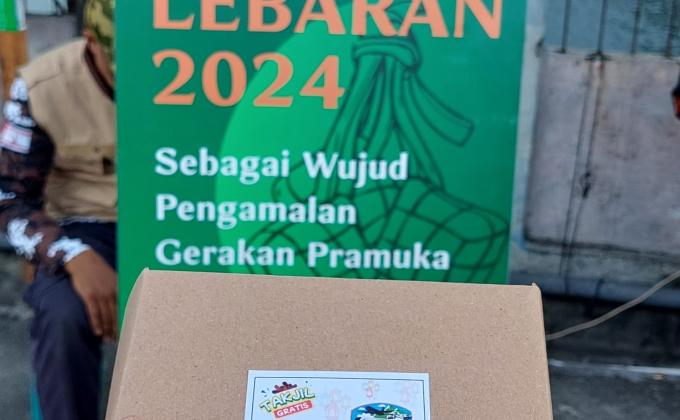 LEBARAN
2024
Sebagai Wujud
Pengamalan
Gerakan Pramuka
TAKJIL
GRATIS